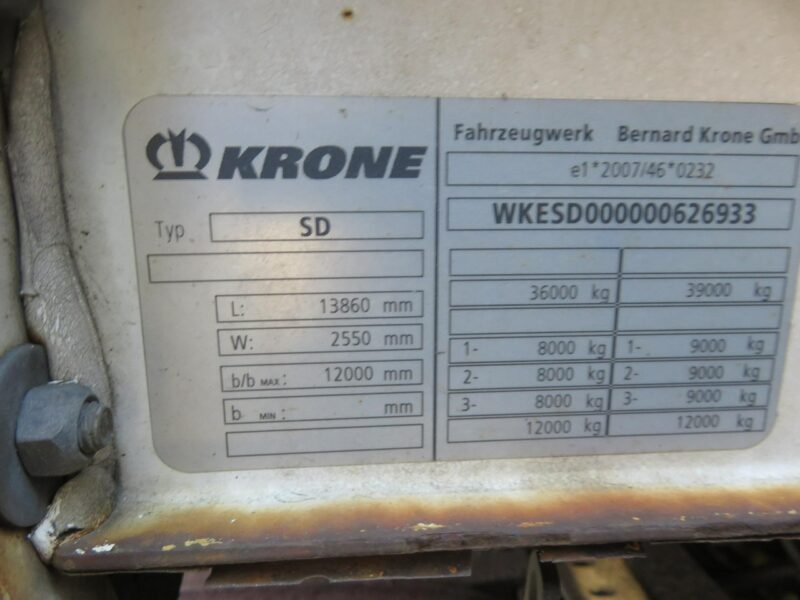 KRONE
Typ SD
L: 13860 mm
W: 2550 mm
b/b MAX: 12000 mm
b MIN: mm
Fahrzeugwerk Bernard Krone Gmb
e1*2007/46*0232
WKESD000000626933
36000 kg 39000 kg
1- 8000 kg 1- 9000 kg
2- 8000 kg 2- 9000 kg
3- 8000 kg 3- 9000 kg
12000 kg 12000 kg